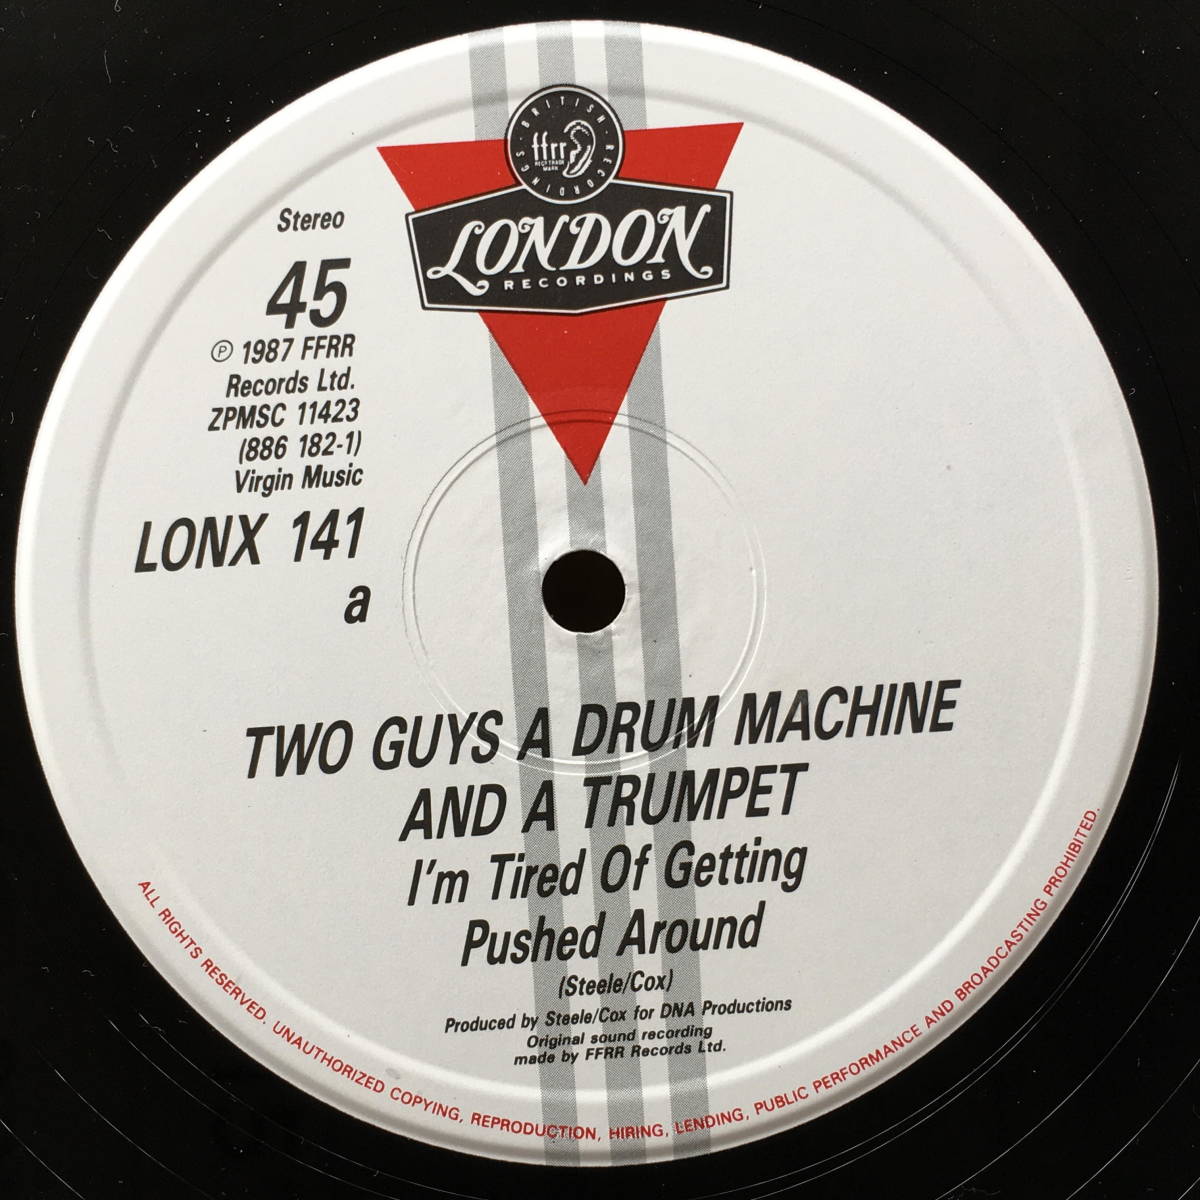 BRITISH · RECORDINGS ·
ffrr
REGD TRADE
MARK
LONDON
RECORDINGS
Stereo
45
℗ 1987 FFRR
Records Ltd.
ZPMSC 11423
(886 182-1)
Virgin Music
LONX 141
a
TWO GUYS A DRUM MACHINE
AND A TRUMPET
I'm Tired Of Getting
Pushed Around
(Steele/Cox)
Produced by Steele/Cox for DNA Productions
Original sound recording
made by FFRR Records Ltd.
ALL RIGHTS RESERVED. UNAUTHORIZED COPYING, REPRODUCTION, HIRING, LENDING, PUBLIC PERFORMANCE AND BROADCASTING PROHIBITED.